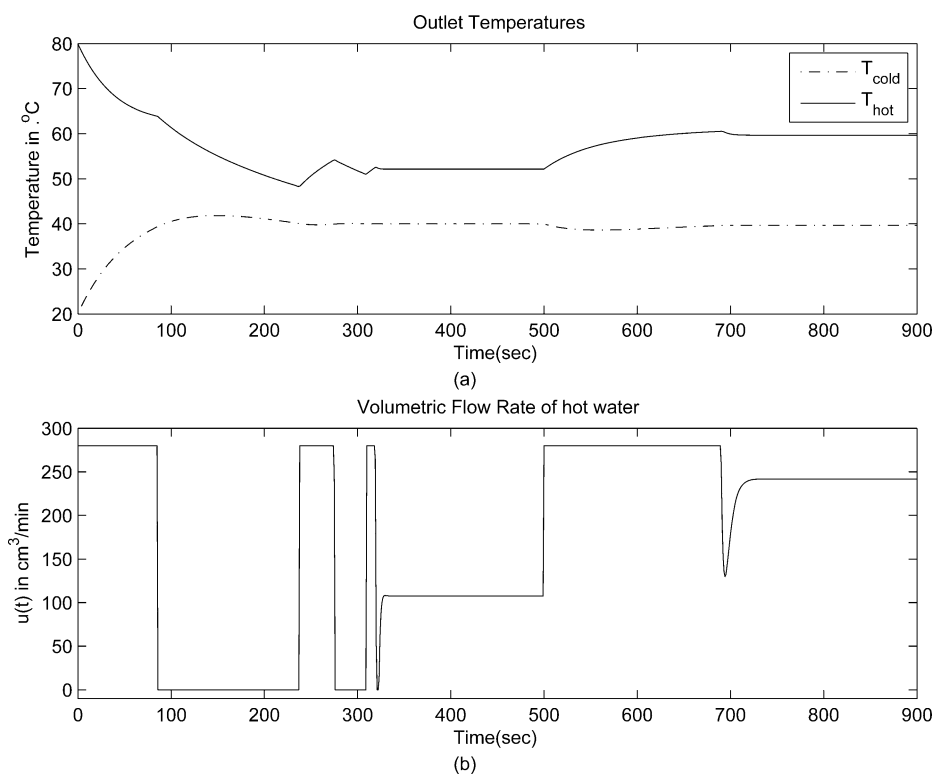 Outlet Temperatures
80
70
60
50
40
30
20
Temperature in .°C
T_cold
T_hot
0 100 200 300 400 500 600 700 800 900
Time(sec)
(a)
Volumetric Flow Rate of hot water
300
250
200
150
100
50
0
u(t) in cm³/min
0 100 200 300 400 500 600 700 800 900
Time(sec)
(b)